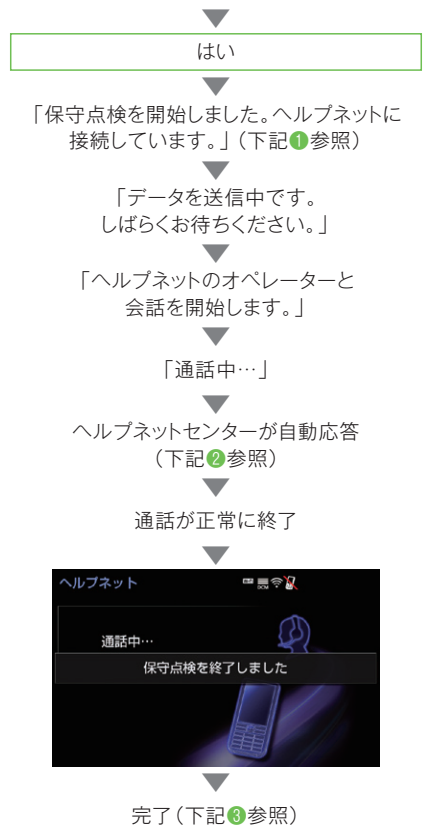 はい
「保守点検を開始しました。ヘルプネットに
接続しています。」（下記❶参照）
「データを送信中です。
しばらくお待ちください。」
「ヘルプネットのオペレーターと
会話を開始します。」
「通話中…」
ヘルプネットセンターが自動応答
（下記❷参照）
通話が正常に終了
ヘルプネット
DCM
通話中…
保守点検を終了しました
完了（下記❸参照）